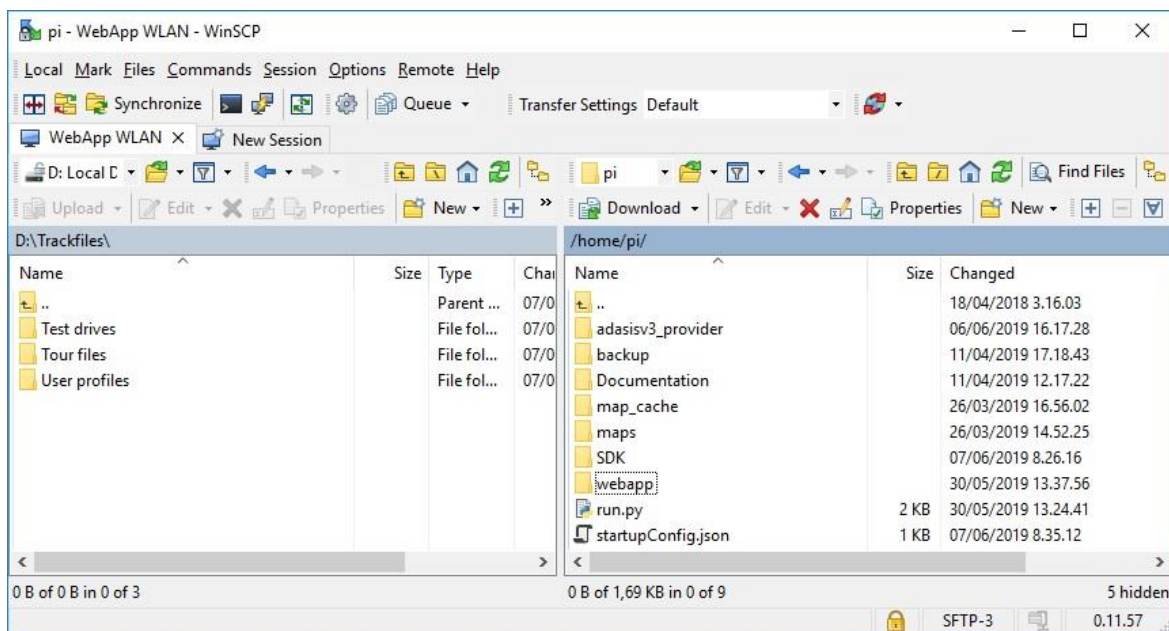 pi - WebApp WLAN - WinSCP
Local Mark Files Commands Session Options Remote Help
Synchronize Queue Transfer Settings Default
WebApp WLAN New Session
D: Local pi Find Files
Upload Edit Properties New Download Edit Properties New
D:\Trackfiles\ /home/pi/
Name Size Type Name Size Changed
.. Parent ... 07/0 .. 18/04/2018 3.16.03
Test drives File fol... 07/0 adasisv3_provider 06/06/2019 16.17.28
Tour files File fol... 07/0 backup 11/04/2019 17.18.43
User profiles File fol... 07/0 Documentation 11/04/2019 12.17.22
map_cache 26/03/2019 16.56.02
maps 26/03/2019 14.52.25
SDK 07/06/2019 8.26.16
webapp 30/05/2019 13.37.56
run.py 2 KB 30/05/2019 13.24.41
startupConfig.json 1 KB 07/06/2019 8.35.12
0 B of 0 B in 0 of 3 0 B of 1,69 KB in 0 of 9 5 hidden
SFTP-3 0.11.57